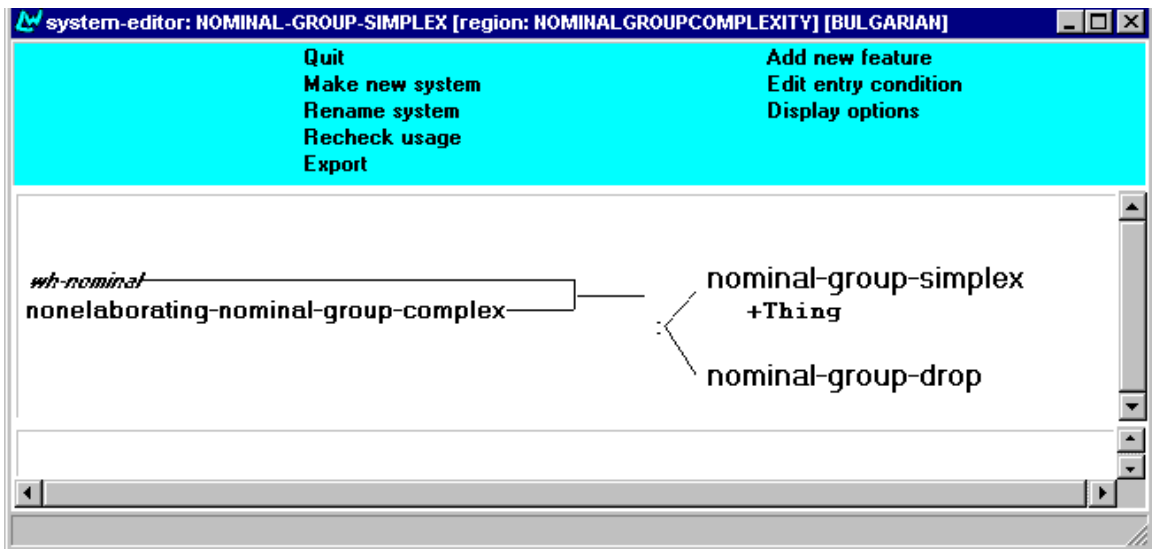 system-editor: NOMINAL-GROUP-SIMPLEX [region: NOMINALGROUPCOMPLEXITY] [BULGARIAN]
Quit
Make new system
Rename system
Recheck usage
Export
Add new feature
Edit entry condition
Display options
wh-nominal
nonelaborating-nominal-group-complex
nominal-group-simplex
+Thing
nominal-group-drop